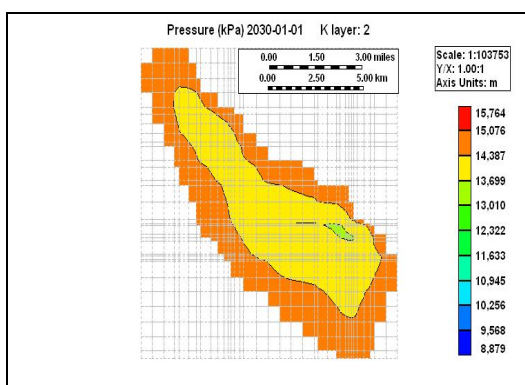 Pressure (kPa) 2030-01-01 K layer: 2
0.00 1.50 3.00 miles
0.00 2.50 5.00 km
Scale: 1:103753
Y/X: 1.00:1
Axis Units: m
15,764
15,076
14,387
13,699
13,010
12,322
11,633
10,945
10,256
9,568
8,879